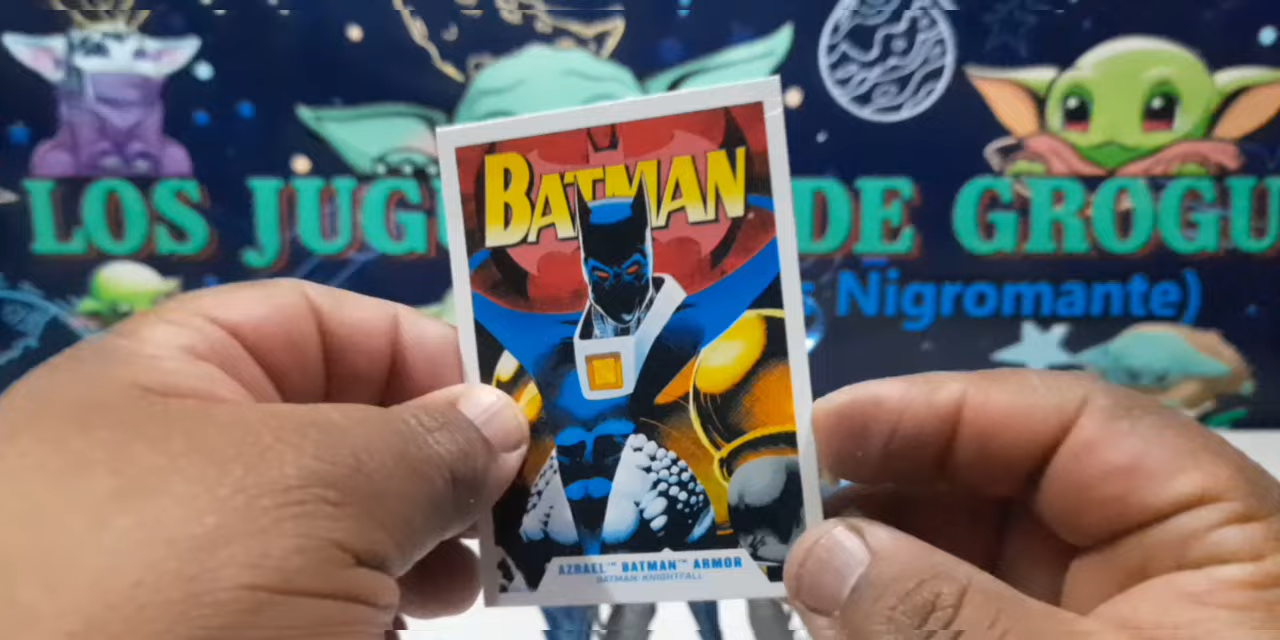 BATMAN
LOS JUG DE GROGU
s Nigromante)
AZRAEL™ BATMAN™ ARMOR
BATMAN: KNIGHTFALL